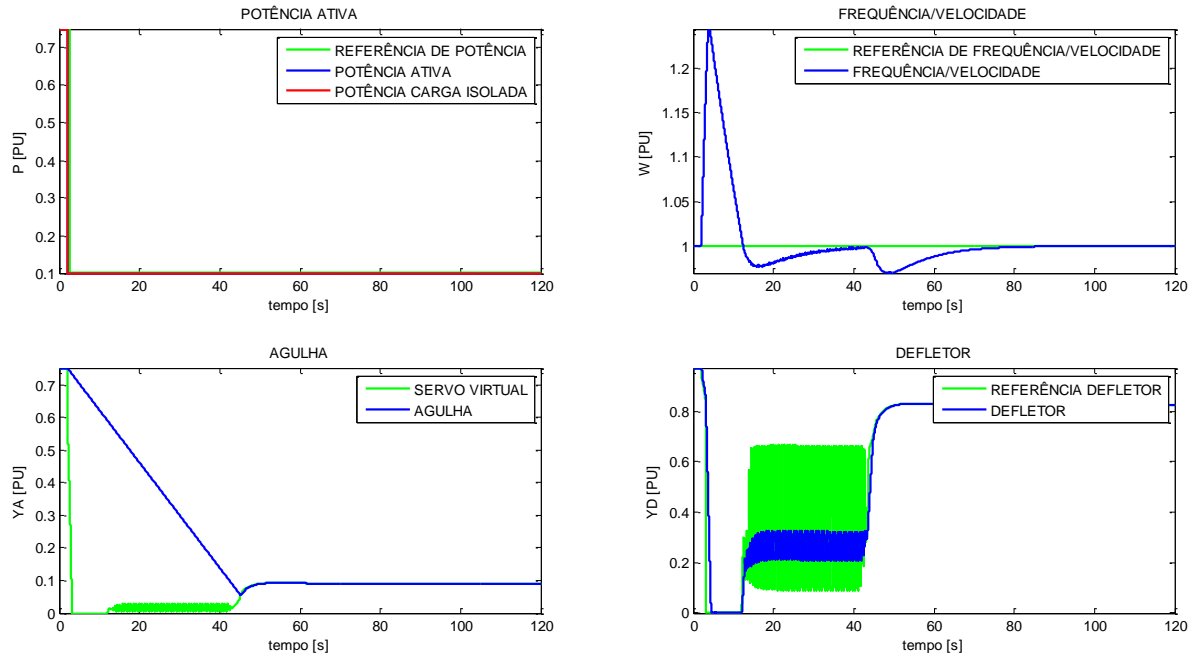 POTÊNCIA ATIVA
REFERÊNCIA DE POTÊNCIA
POTÊNCIA ATIVA
POTÊNCIA CARGA ISOLADA
P [PU]
0.7
0.6
0.5
0.4
0.3
0.2
0.1
0 20 40 60 80 100 120
tempo [s]
FREQUÊNCIA/VELOCIDADE
REFERÊNCIA DE FREQUÊNCIA/VELOCIDADE
FREQUÊNCIA/VELOCIDADE
W [PU]
1.2
1.15
1.1
1.05
1
0 20 40 60 80 100 120
tempo [s]
AGULHA
SERVO VIRTUAL
AGULHA
YA [PU]
0.7
0.6
0.5
0.4
0.3
0.2
0.1
0
0 20 40 60 80 100 120
tempo [s]
DEFLETOR
REFERÊNCIA DEFLETOR
DEFLETOR
YD [PU]
0.8
0.6
0.4
0.2
0
0 20 40 60 80 100 120
tempo [s]